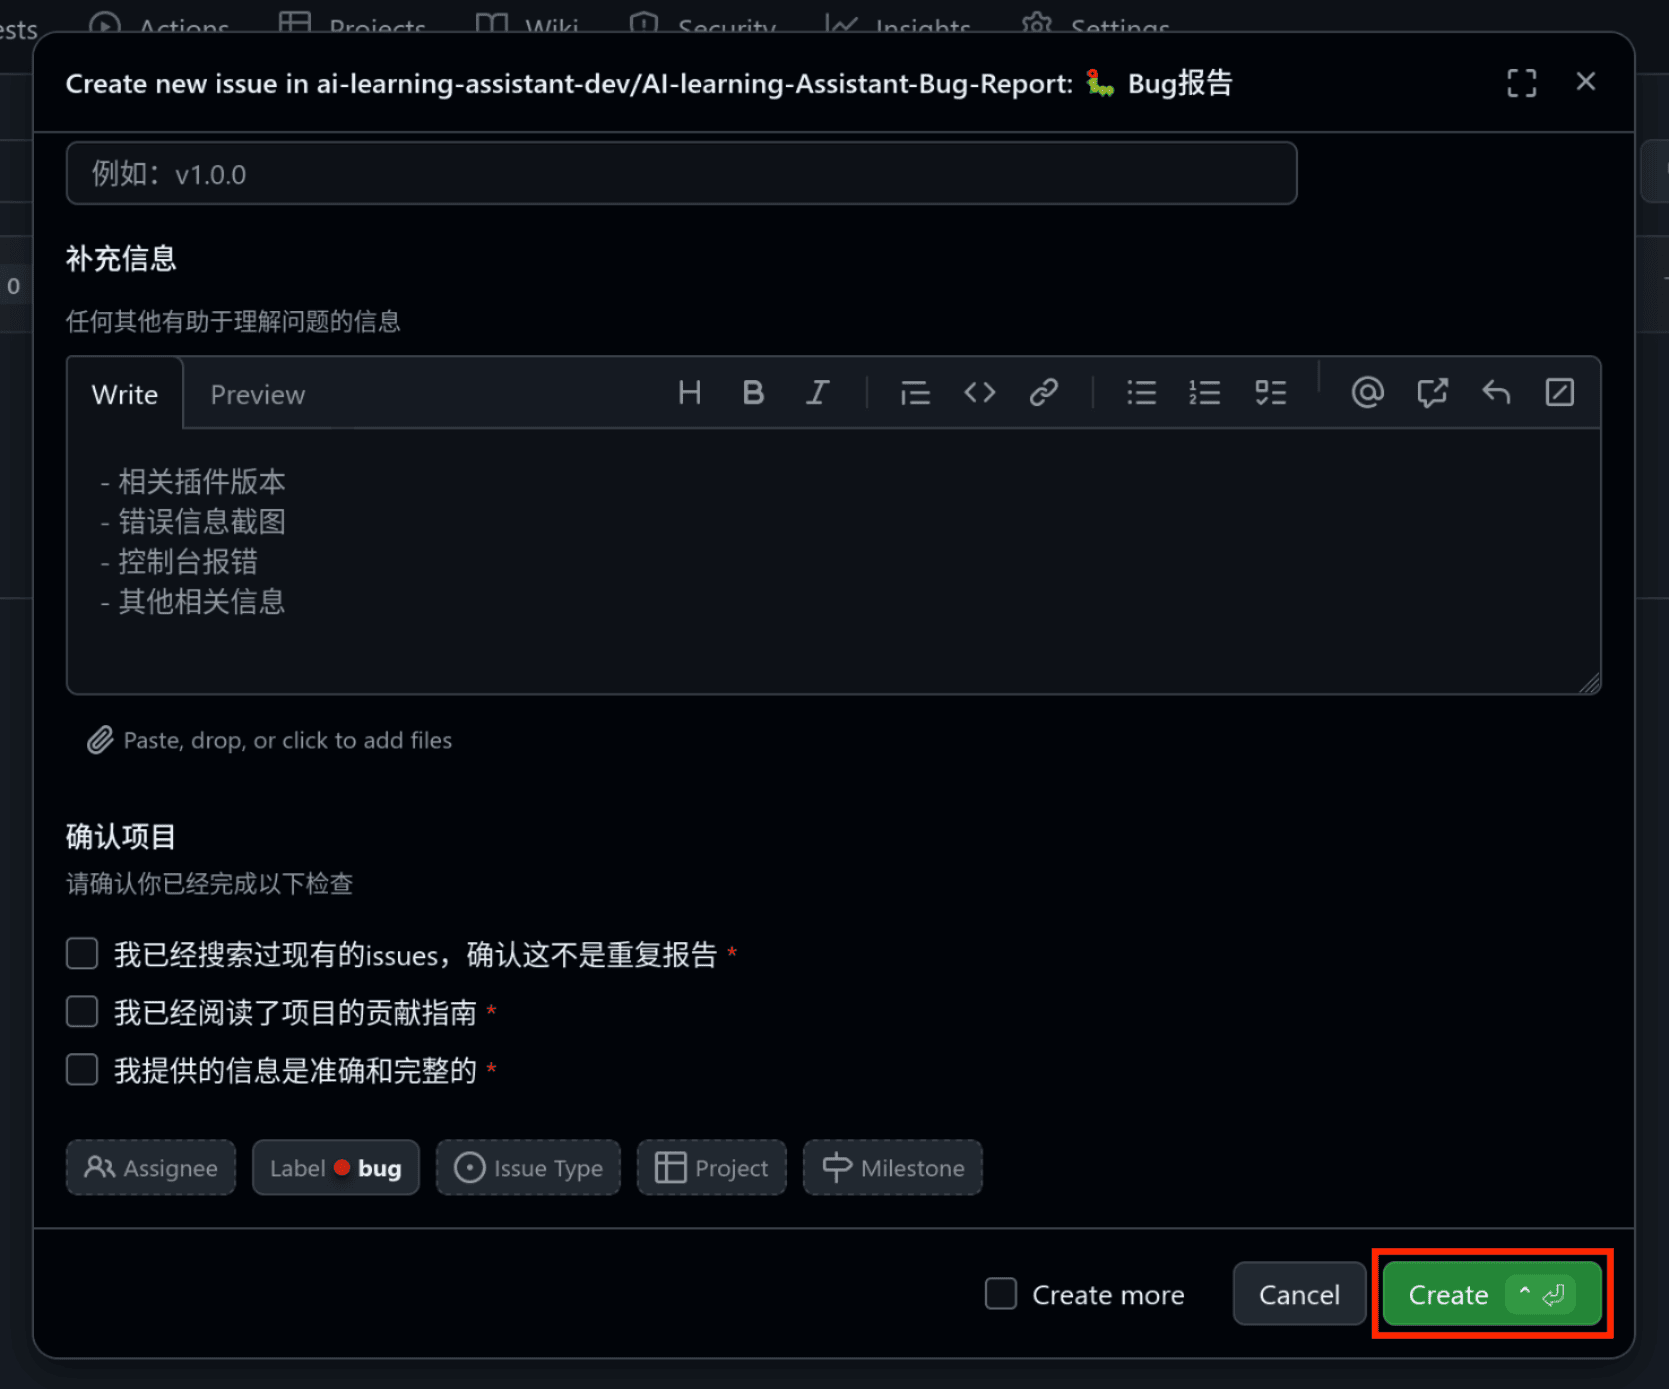 ests Actions Projects Wiki Security Insights Settings
Create new issue in ai-learning-assistant-dev/AI-learning-Assistant-Bug-Report: 🐛 Bug报告
例如：v1.0.0
补充信息
0
任何其他有助于理解问题的信息
Write Preview
- 相关插件版本
- 错误信息截图
- 控制台报错
- 其他相关信息
Paste, drop, or click to add files
确认项目
请确认你已经完成以下检查
我已经搜索过现有的issues，确认这不是重复报告 *
我已经阅读了项目的贡献指南 *
我提供的信息是准确和完整的 *
Assignee Label bug Issue Type Project Milestone
Create more Cancel Create ⌃ ⏎